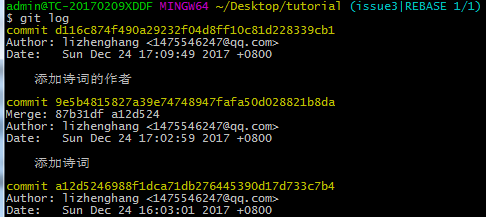 admin@TC-20170209XDDF MINGW64 ~/Desktop/tutorial (issue3|REBASE 1/1)
$ git log
commit d116c874f490a29232f04d8ff10c81d228339cb1
Author: lizhenghang <1475546247@qq.com>
Date:   Sun Dec 24 17:09:49 2017 +0800
添加诗词的作者
commit 9e5b4815827a39e74748947fafa50d028821b8da
Merge: 87b31df a12d524
Author: lizhenghang <1475546247@qq.com>
Date:   Sun Dec 24 17:02:59 2017 +0800
添加诗词
commit a12d5246988f1dca71db276445390d17d733c7b4
Author: lizhenghang <1475546247@qq.com>
Date:   Sun Dec 24 16:03:01 2017 +0800